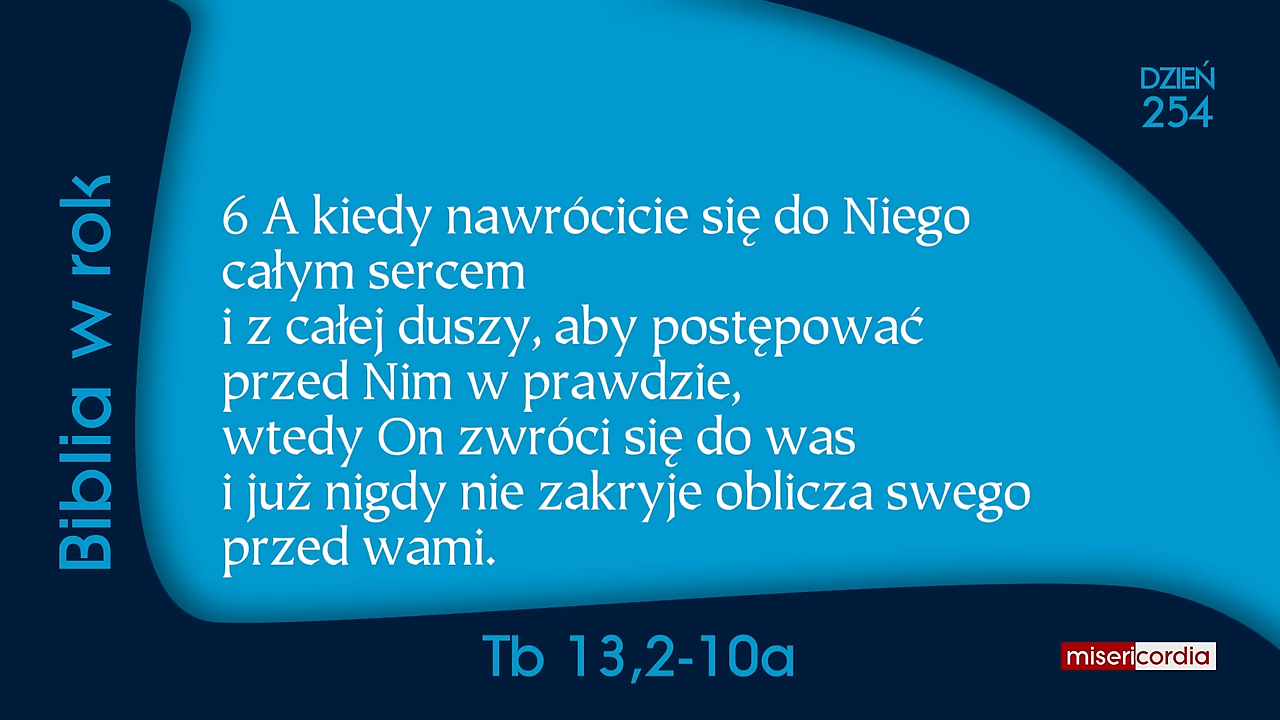 Biblia w rok
DZIEŃ
254
6 A kiedy nawrócicie się do Niego
całym sercem
i z całej duszy, aby postępować
przed Nim w prawdzie,
wtedy On zwróci się do was
i już nigdy nie zakryje oblicza swego
przed wami.
Tb 13,2-10a
misericordia